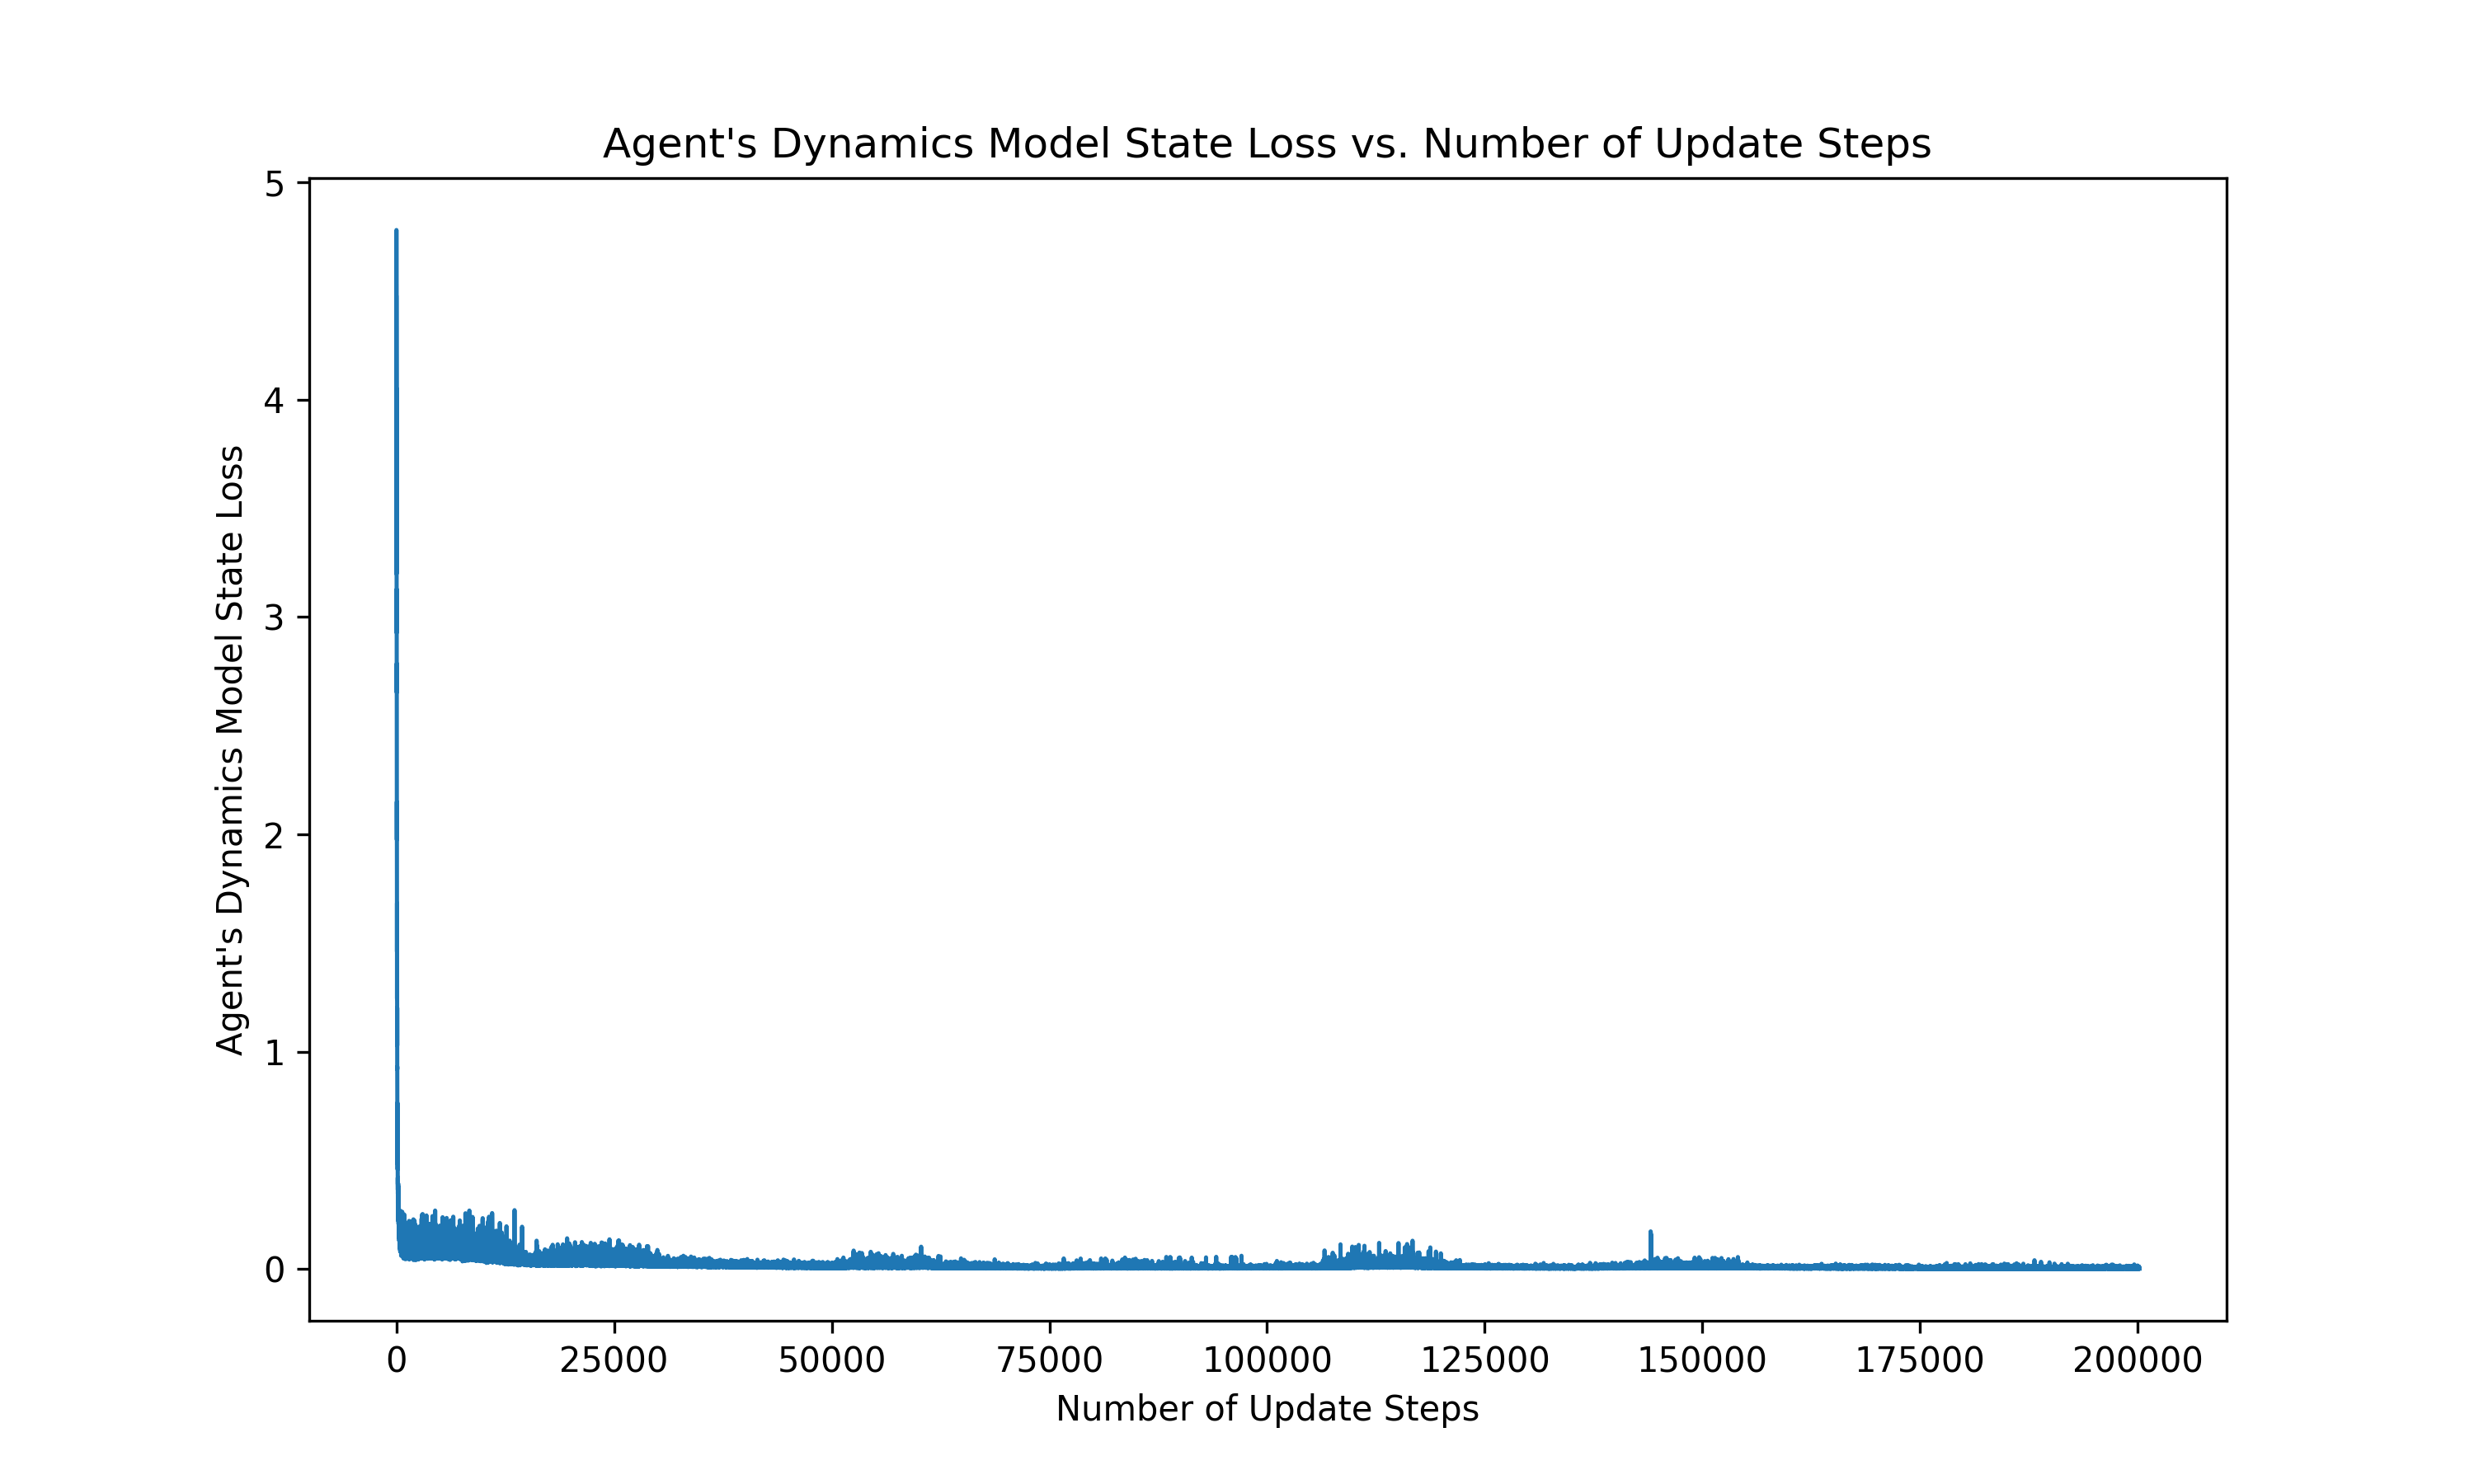 Agent's Dynamics Model State Loss vs. Number of Update Steps
Agent's Dynamics Model State Loss
5
4
3
2
1
0
0 25000 50000 75000 100000 125000 150000 175000 200000
Number of Update Steps